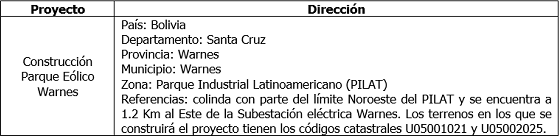 Proyecto
Dirección
Construcción
Parque Eólico
Warnes
País: Bolivia
Departamento: Santa Cruz
Provincia: Warnes
Municipio: Warnes
Zona: Parque Industrial Latinoamericano (PILAT)
Referencias: colinda con parte del límite Noroeste del PILAT y se encuentra a
1.2 Km al Este de la Subestación eléctrica Warnes. Los terrenos en los que se
construirá el proyecto tienen los códigos catastrales U05001021 y U05002025.